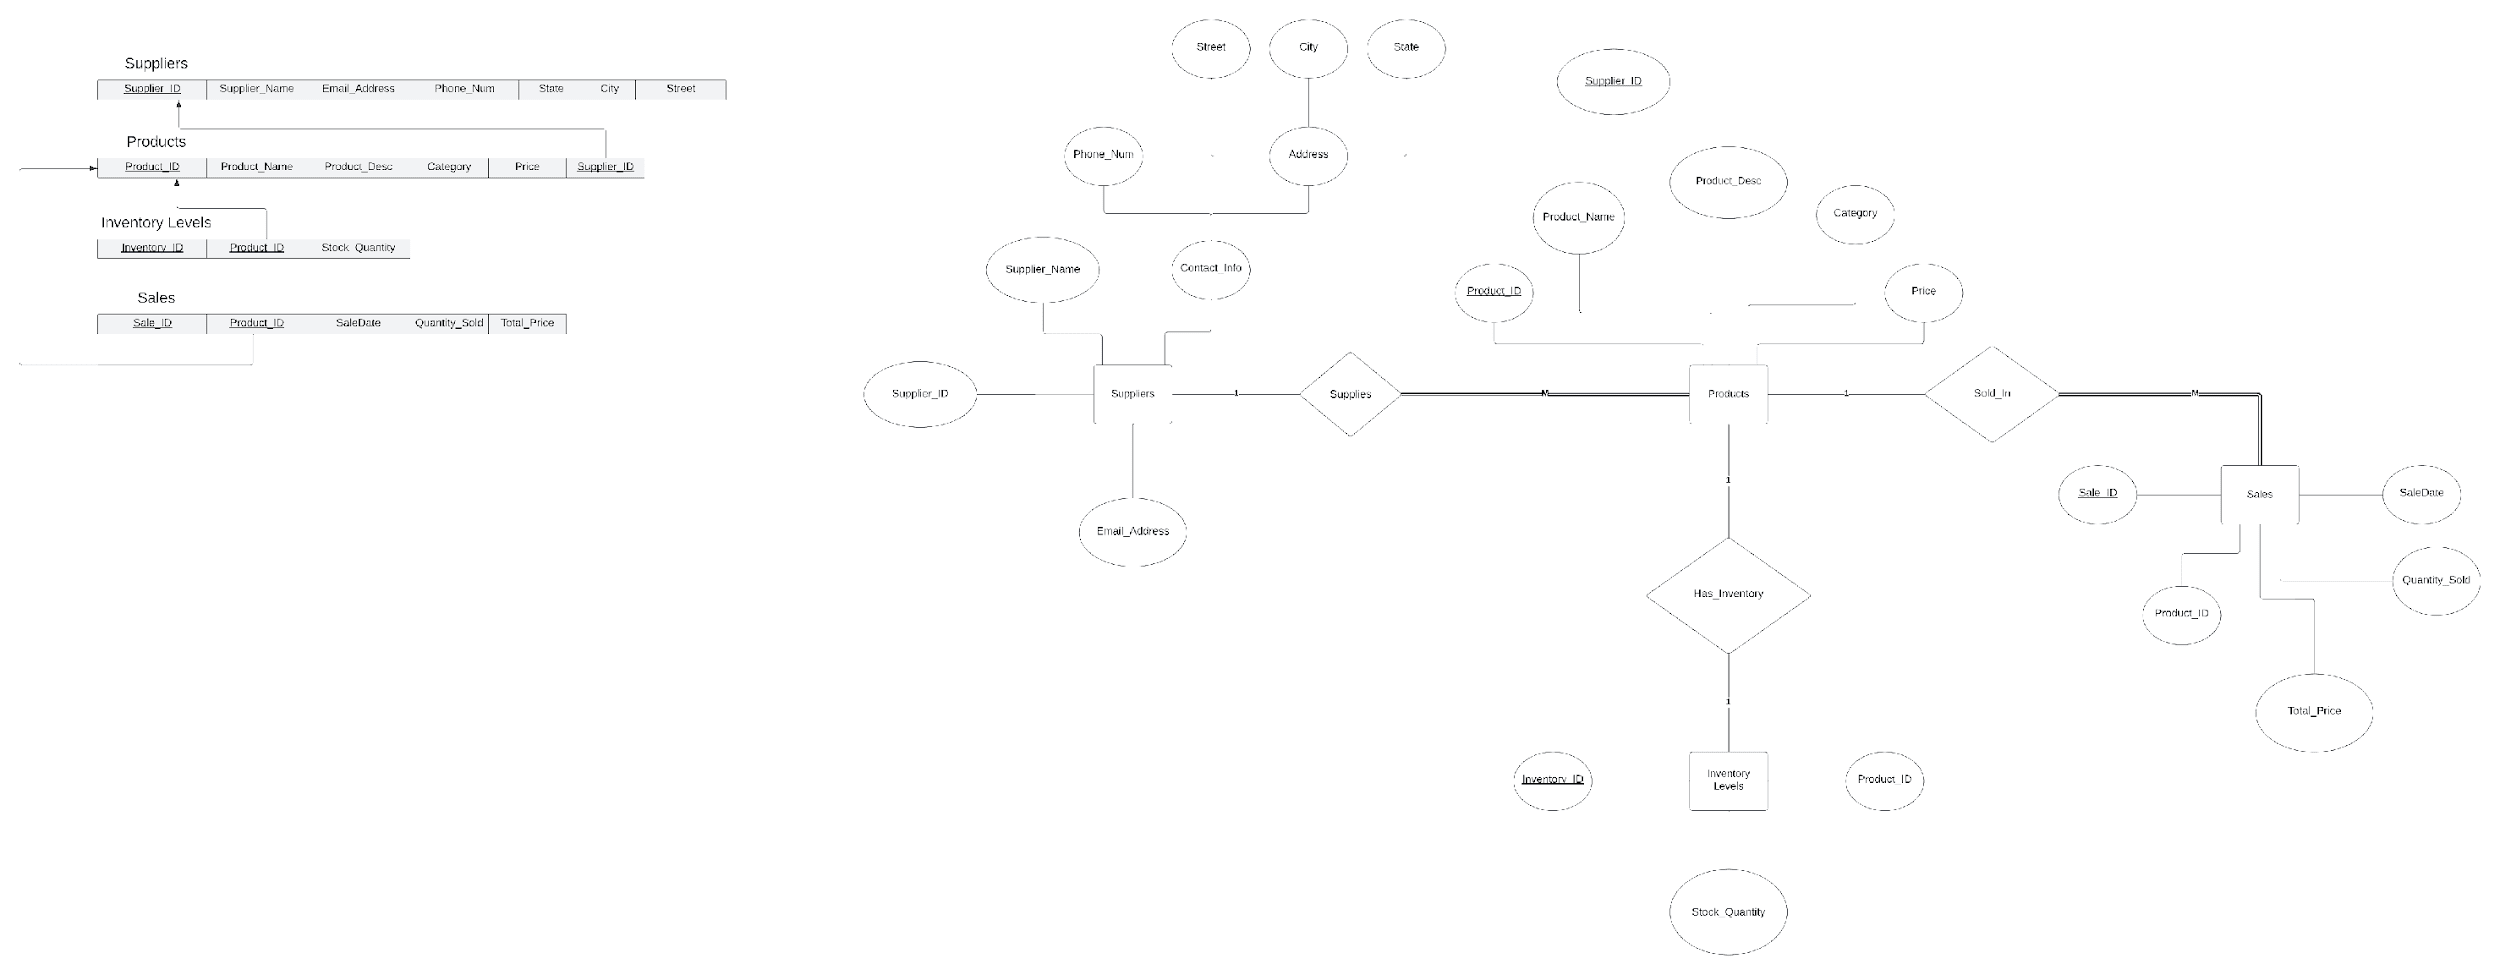 Suppliers
Supplier_ID Supplier_Name Email_Address Phone_Num State City Street
Products
Product_ID Product_Name Product_Desc Category Price Supplier_ID
Inventory Levels
Inventory_ID Product_ID Stock_Quantity
Sales
Sale_ID Product_ID SaleDate Quantity_Sold Total_Price
Street City State
Supplier_ID
Phone_Num Address
Product_Desc
Product_Name Category
Supplier_Name Contact_Info
Product_ID Price
Supplier_ID Suppliers 1 Supplies M Products 1 Sold_In M
1
Sale_ID Sales SaleDate
Email_Address
Quantity_Sold
Has_Inventory
Product_ID
1
Total_Price
Inventory_ID Inventory
Levels Product_ID
Stock_Quantity